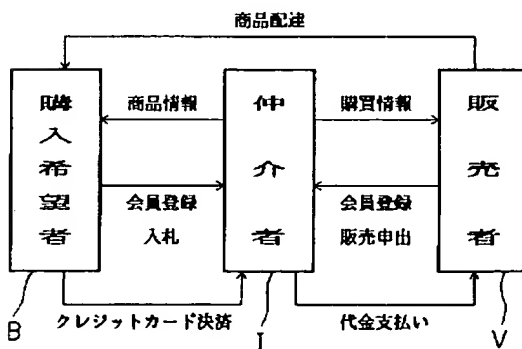 商品配達
購入希望者
商品情報
仲介者
購買情報
販売者
会員登録
入札
会員登録
販売申出
B
クレジットカード決済
I
代金支払い
V